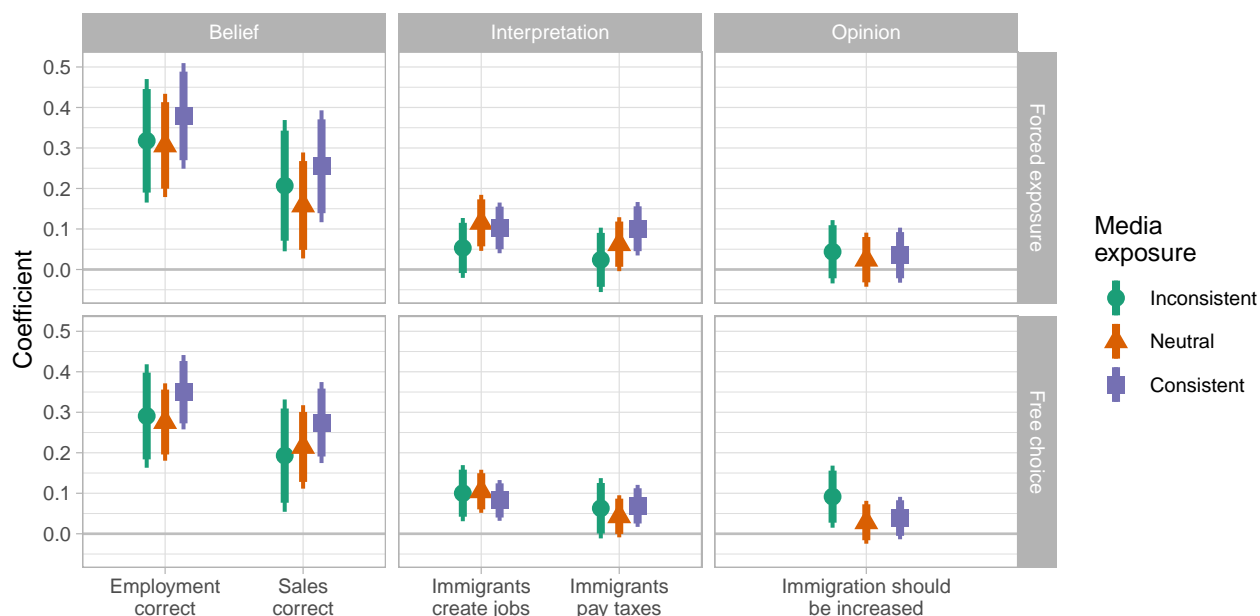 Belief
Interpretation
Opinion
Coefficient
0.5
0.4
0.3
0.2
0.1
0.0
Forced exposure
0.5
0.4
0.3
0.2
0.1
0.0
Free choice
Employment
correct
Sales
correct
Immigrants
create jobs
Immigrants
pay taxes
Immigration should
be increased
Media
exposure
Inconsistent
Neutral
Consistent